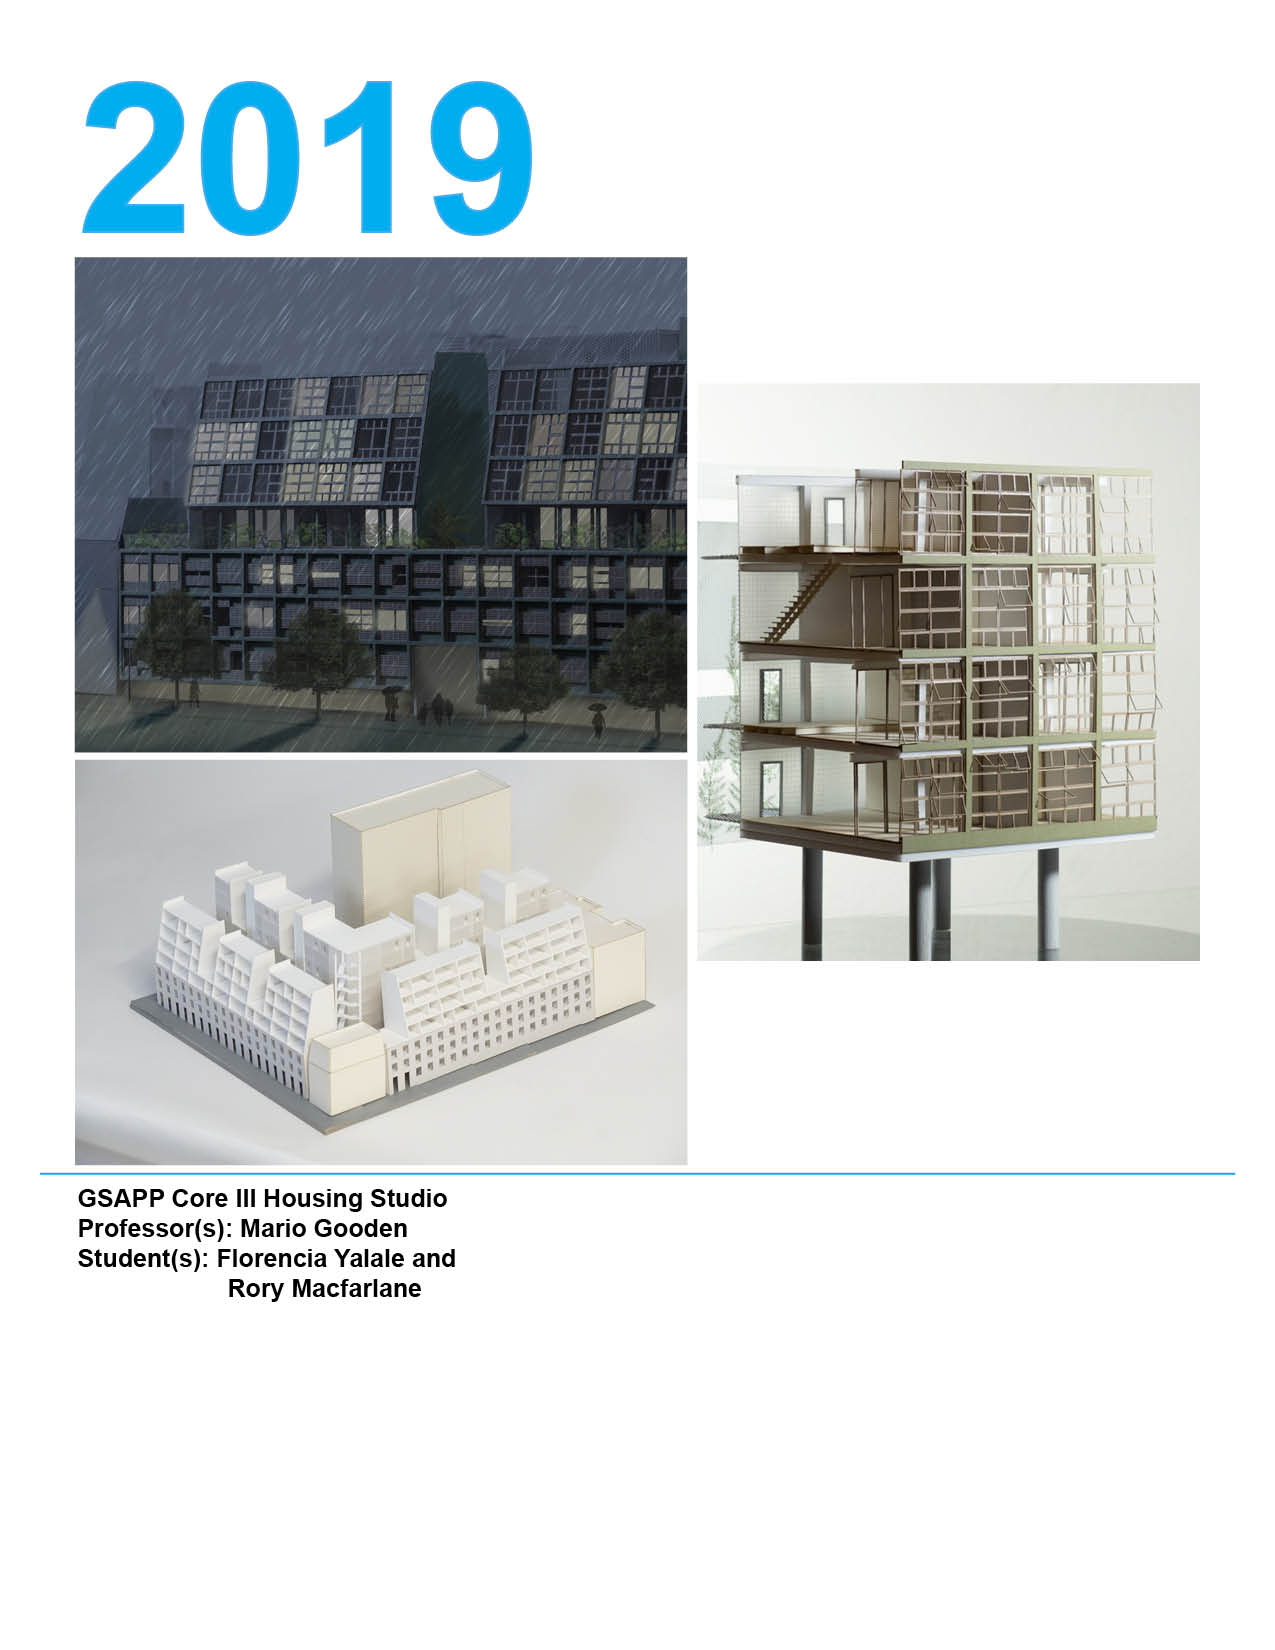 2019
GSAPP Core III Housing Studio
Professor(s): Mario Gooden
Student(s): Florencia Yalale and
Rory Macfarlane